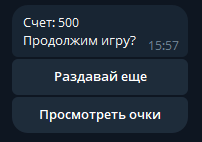 Счет: 500
Продолжим игру?
15:57
Раздавай еще
Просмотреть очки